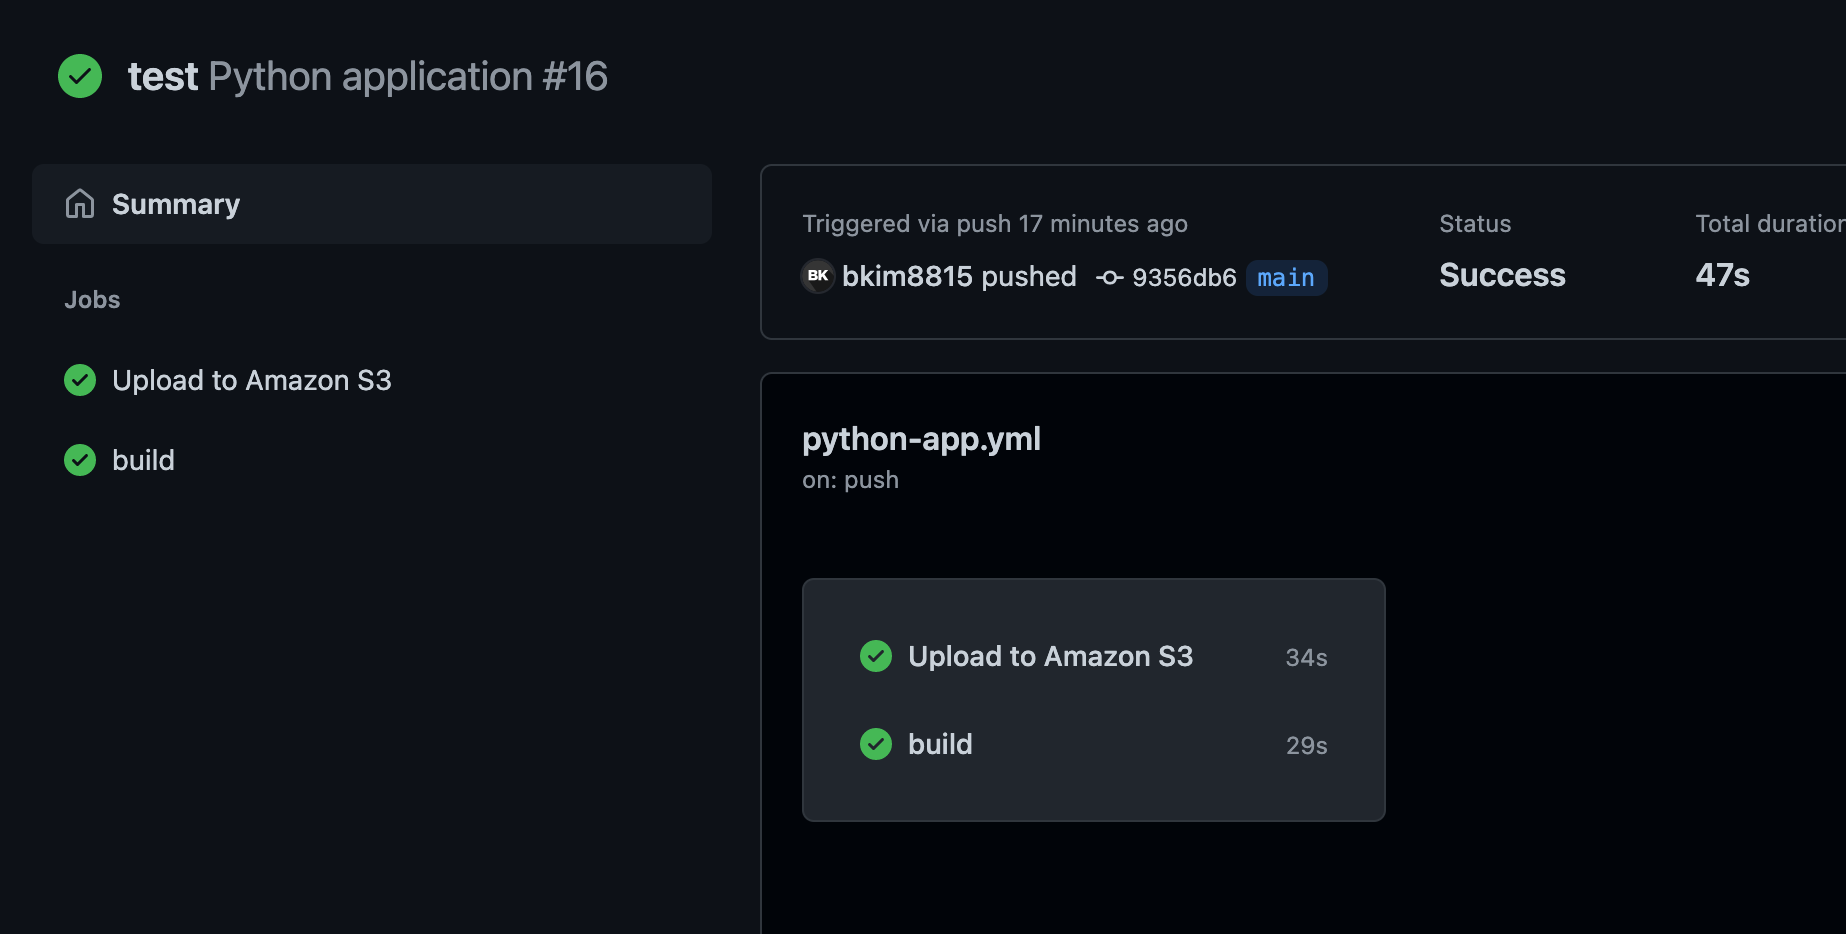 test Python application #16
Summary
Jobs
Upload to Amazon S3
build
Triggered via push 17 minutes ago
BK bkim8815 pushed 9356db6 main
Status
Success
Total duration
47s
python-app.yml
on: push
Upload to Amazon S3 34s
build 29s